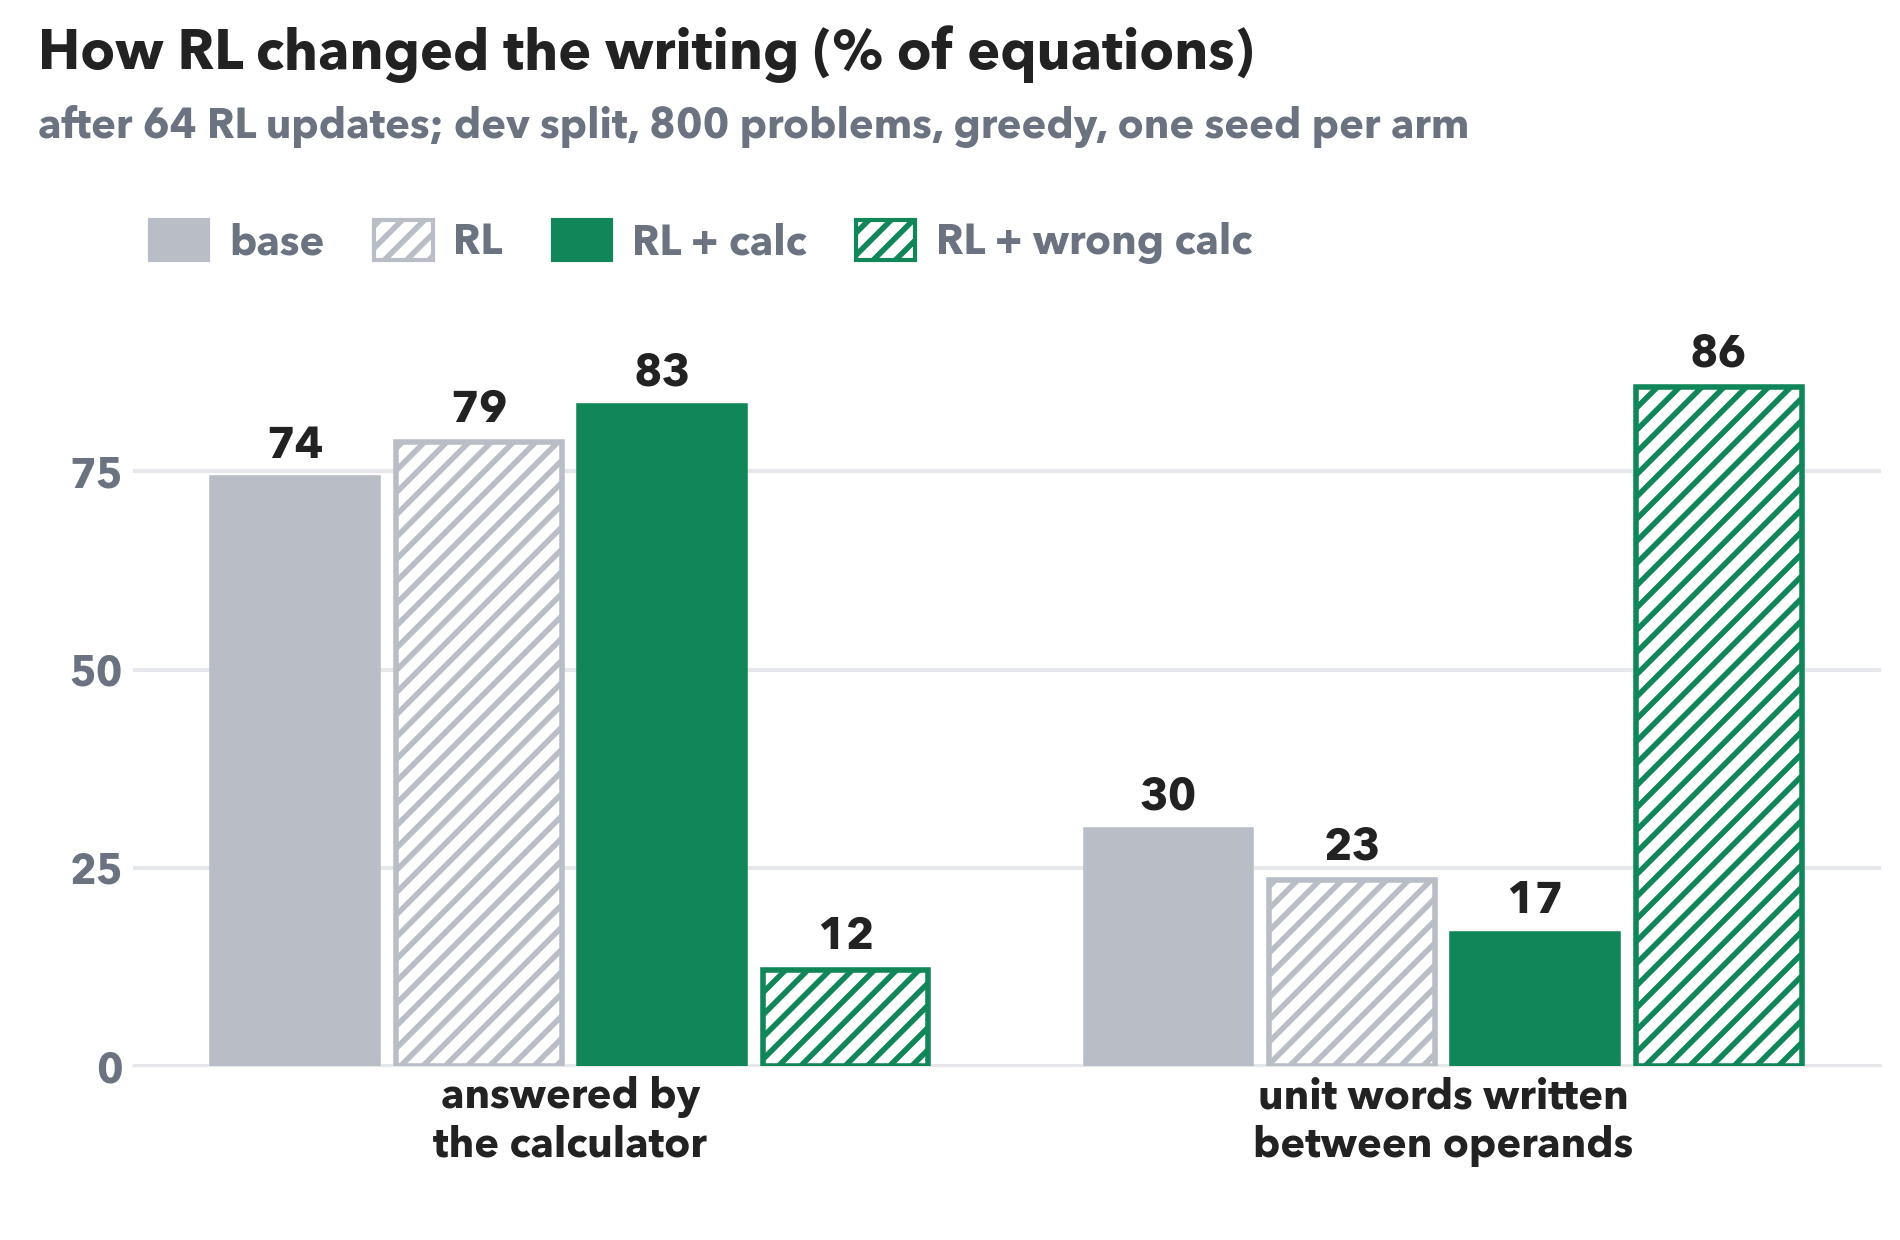 How RL changed the writing (% of equations)
after 64 RL updates; dev split, 800 problems, greedy, one seed per arm
base RL RL + calc RL + wrong calc
74 79 83 12 30 23 17 86
75
50
25
0
answered by
the calculator
unit words written
between operands